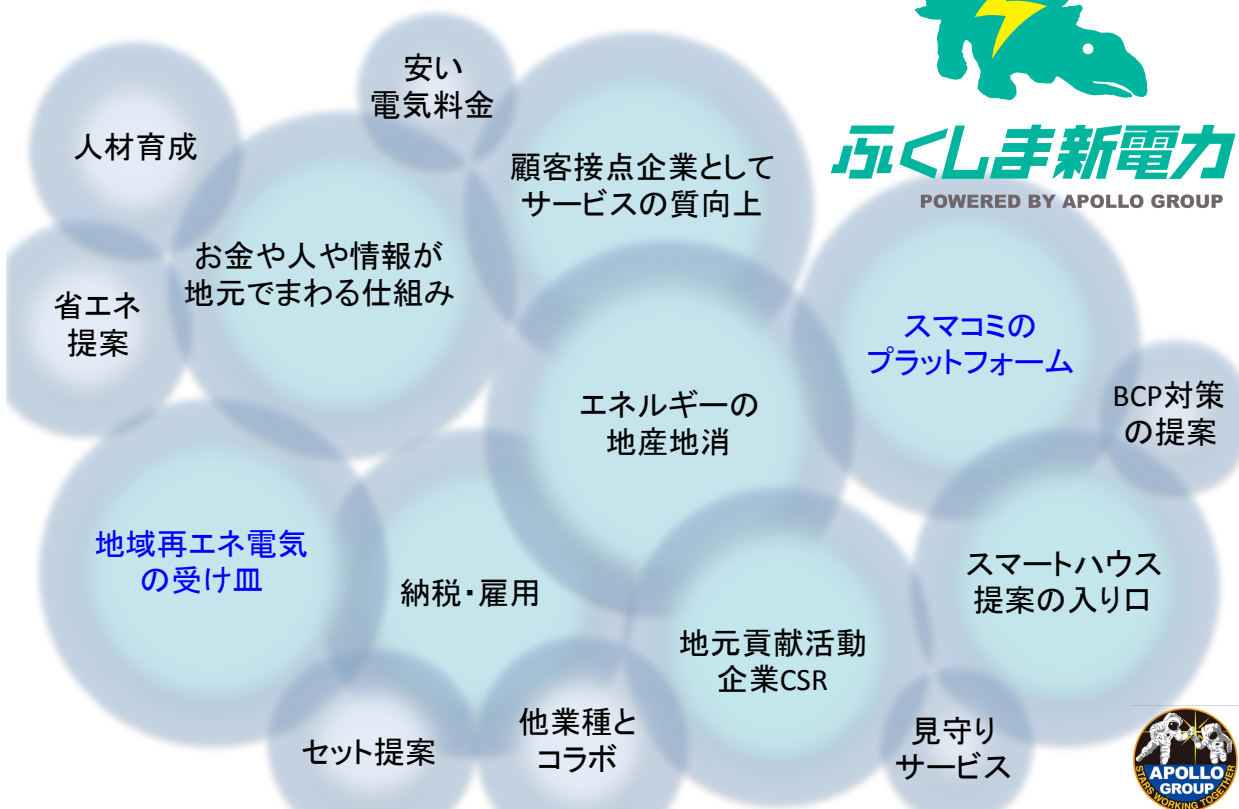 安い
電気料金
人材育成
顧客接点企業として
サービスの質向上
ふくしま新電力
POWERED BY APOLLO GROUP
お金や人や情報が
地元でまわる仕組み
省エネ
提案
スマコミの
プラットフォーム
エネルギーの
地産地消
BCP対策
の提案
地域再エネ電気
の受け皿
納税・雇用
スマートハウス
提案の入り口
地元貢献活動
企業CSR
セット提案
他業種と
コラボ
見守り
サービス
APOLLO
GROUP
STARS WORKING TOGETHER